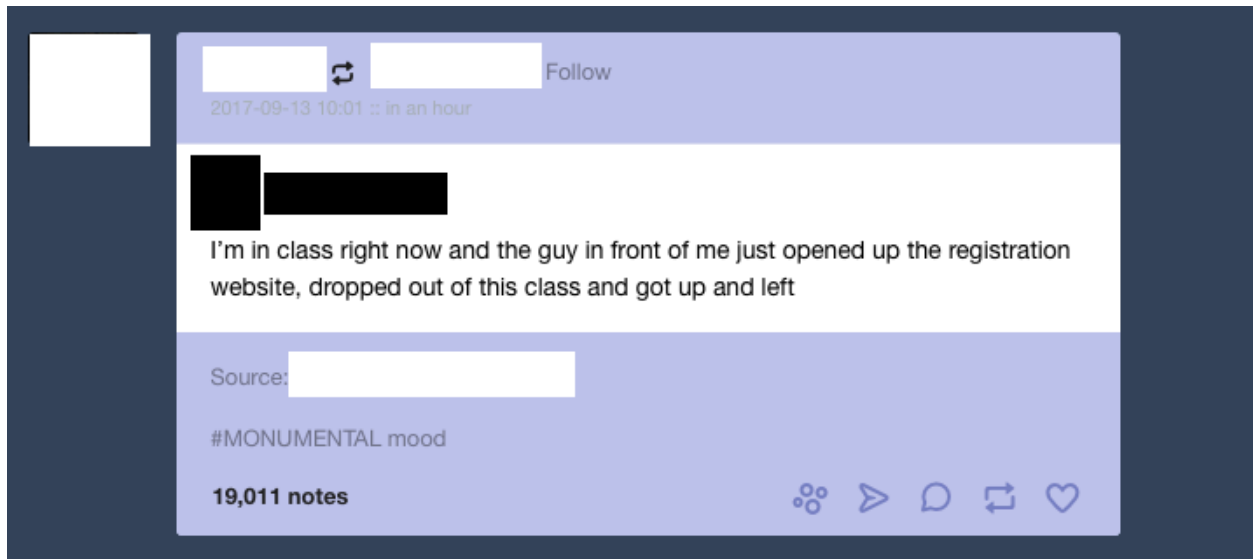 Follow
2017-09-13 10:01 :: in an hour
I'm in class right now and the guy in front of me just opened up the registration
website, dropped out of this class and got up and left
Source:
#MONUMENTAL mood
19,011 notes